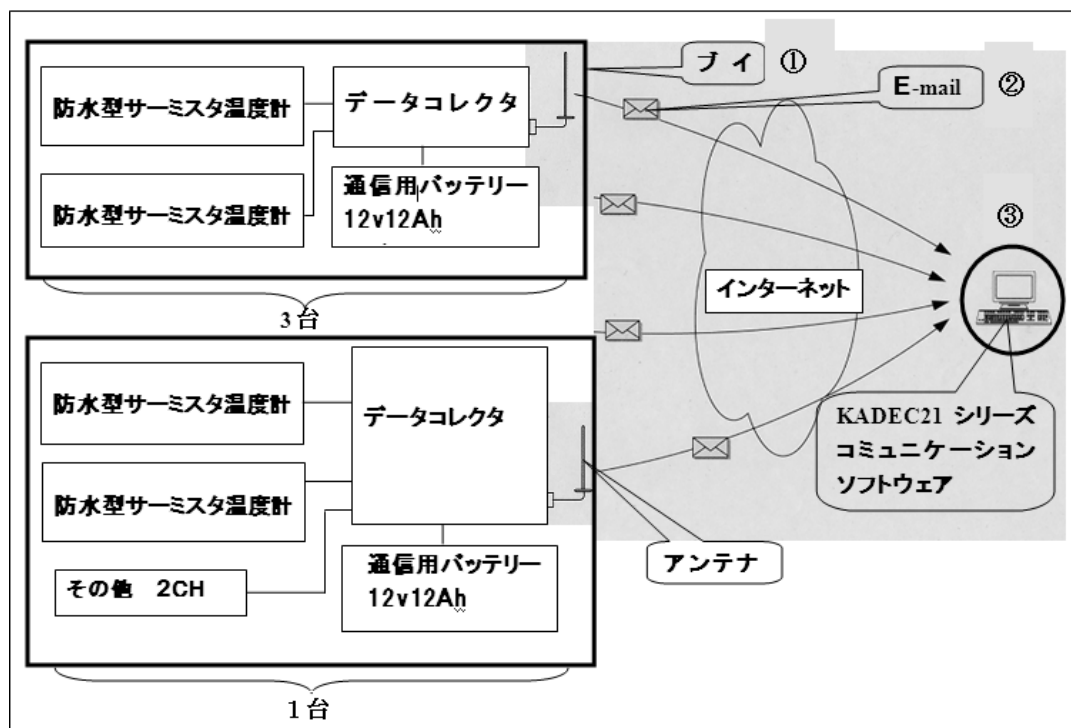 防水型サーミスタ温度計
データコレクタ
防水型サーミスタ温度計
通信用バッテリー
12v12Ah
3台
ブイ ①
E-mail ②
③
インターネット
KADEC21 シリーズ
コミュニケーション
ソフトウェア
防水型サーミスタ温度計
データコレクタ
防水型サーミスタ温度計
その他 2CH
通信用バッテリー
12v12Ah
アンテナ
1台